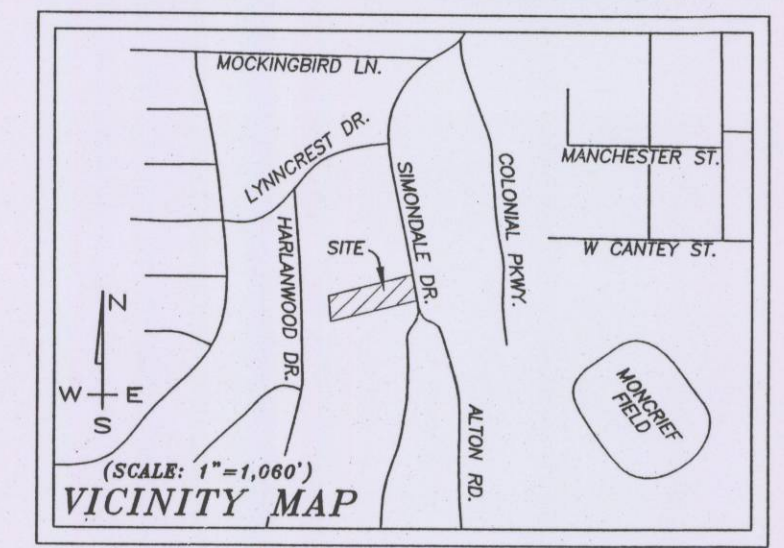 MOCKINGBIRD LN.
LYNNCREST DR.
MANCHESTER ST.
SIMONDALE DR.
COLONIAL PKWY.
HARLANWOOD DR.
SITE
W CANTEY ST.
N
W E
S
MONCRIEF
FIELD
ALTON RD.
(SCALE: 1"=1,060')
VICINITY MAP